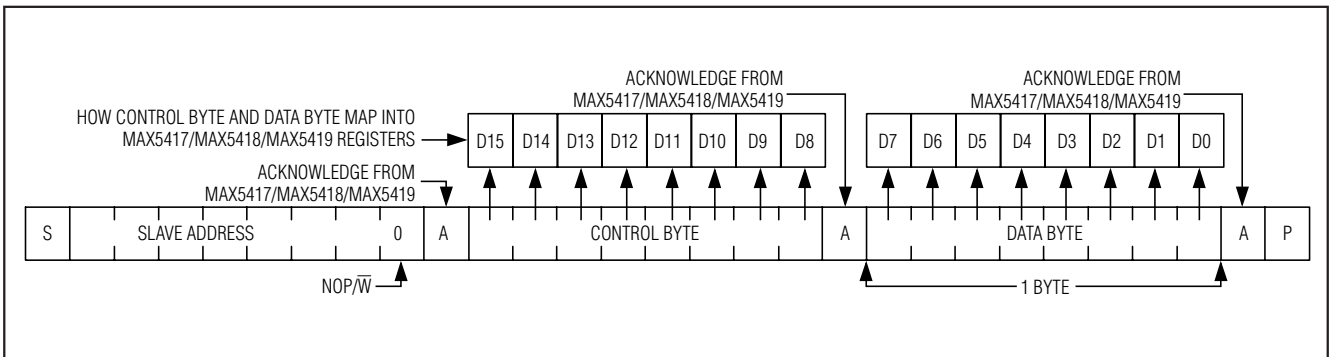 ACKNOWLEDGE FROM
MAX5417/MAX5418/MAX5419
ACKNOWLEDGE FROM
MAX5417/MAX5418/MAX5419
HOW CONTROL BYTE AND DATA BYTE MAP INTO
MAX5417/MAX5418/MAX5419 REGISTERS
D15 D14 D13 D12 D11 D10 D9 D8
D7 D6 D5 D4 D3 D2 D1 D0
ACKNOWLEDGE FROM
MAX5417/MAX5418/MAX5419
S SLAVE ADDRESS 0 A CONTROL BYTE A DATA BYTE A P
NOP/W̅
1 BYTE